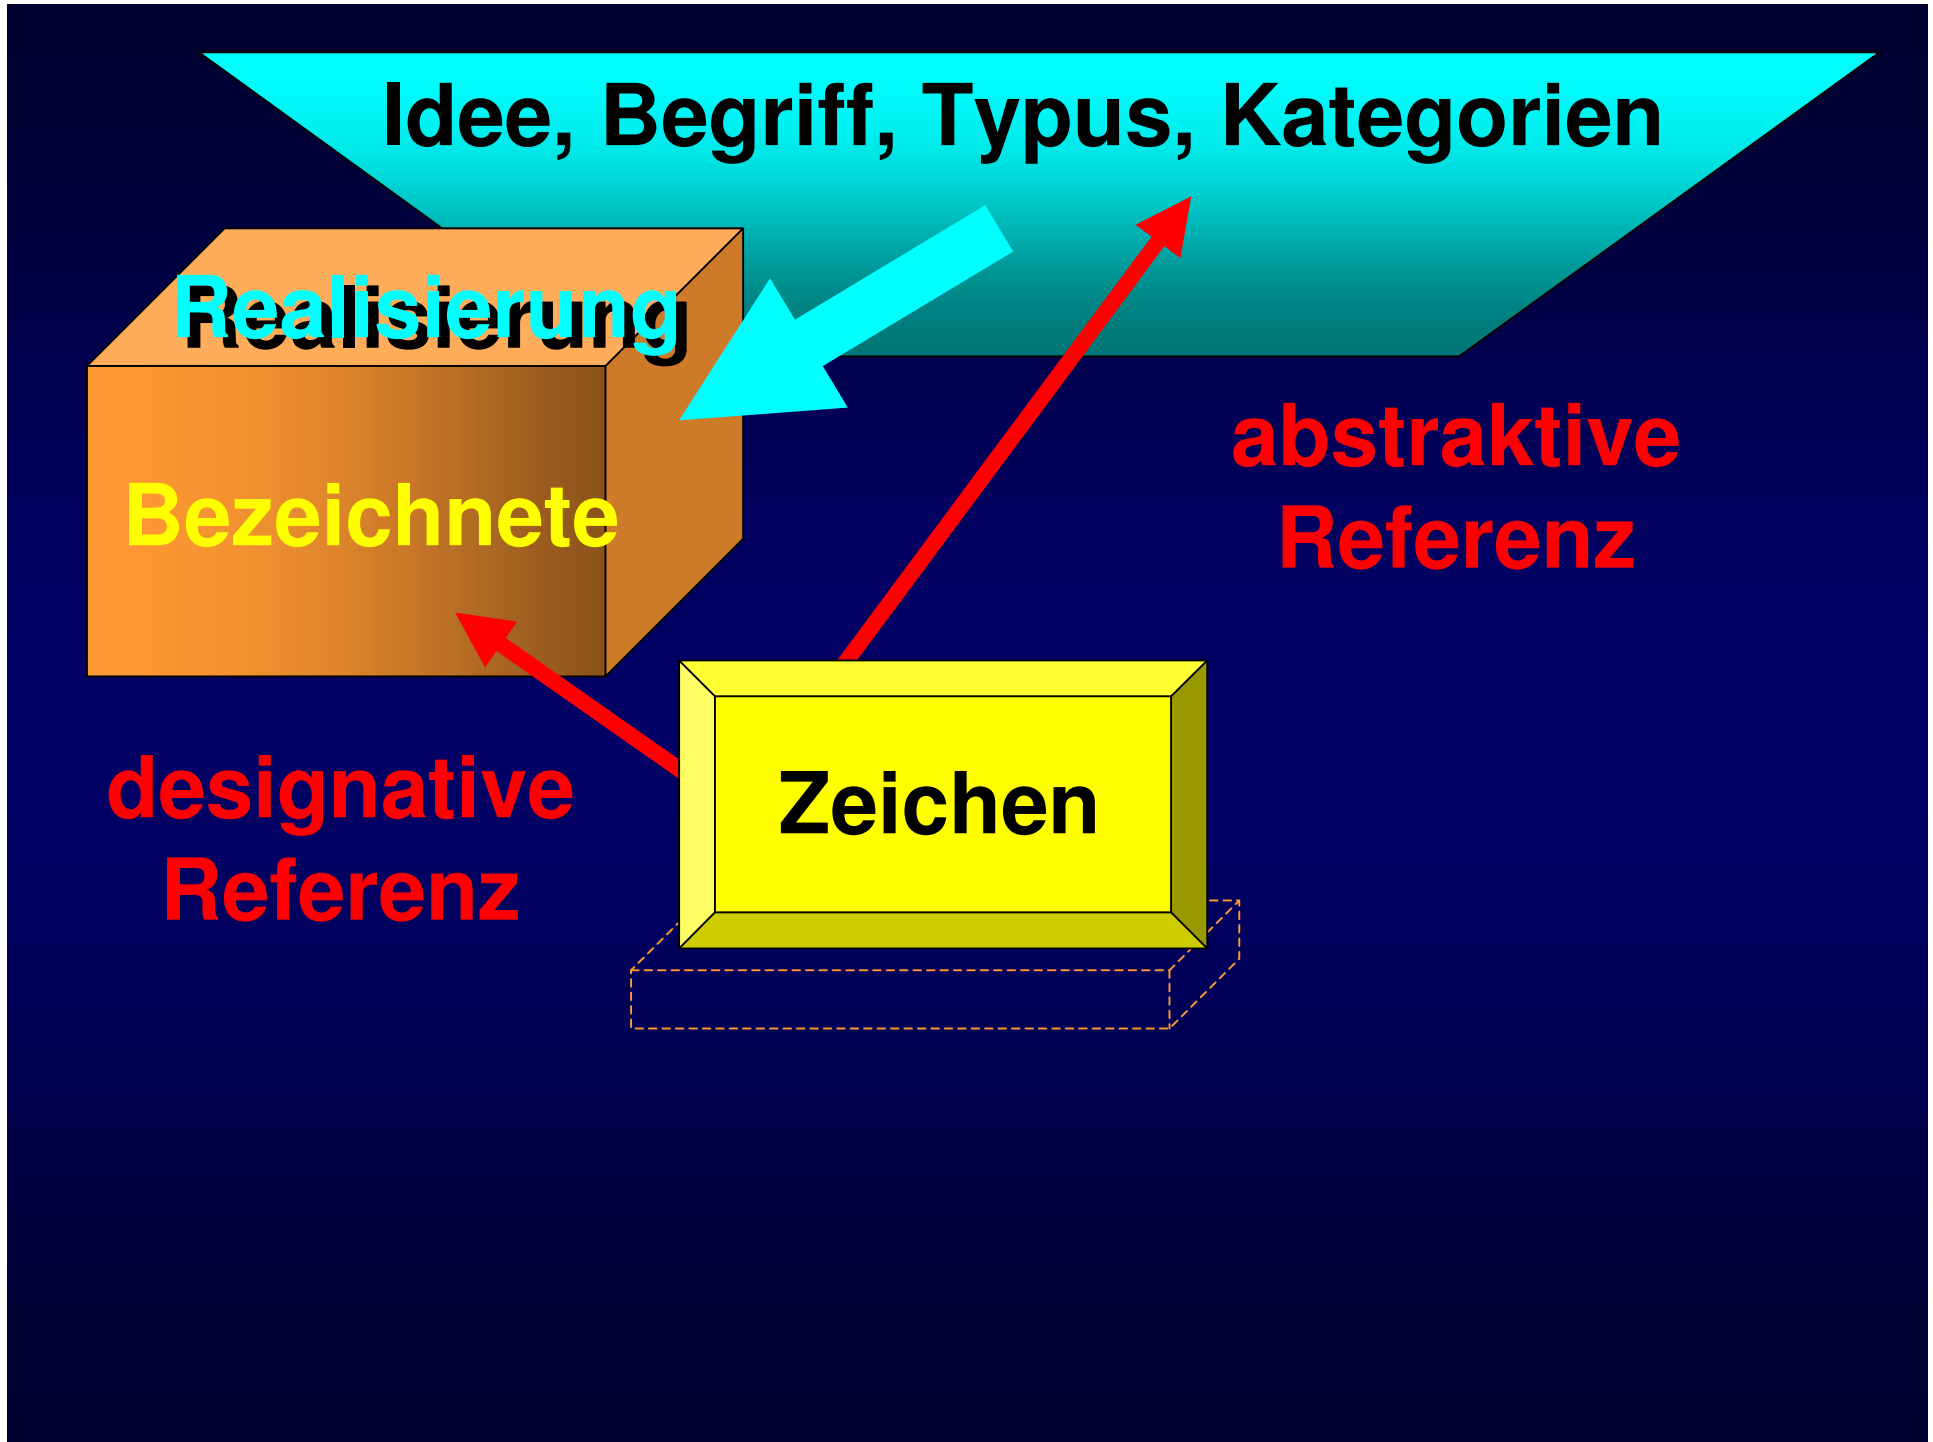 Idee, Begriff, Typus, Kategorien
Realisierung
Bezeichnete
abstraktive
Referenz
designative
Referenz
Zeichen